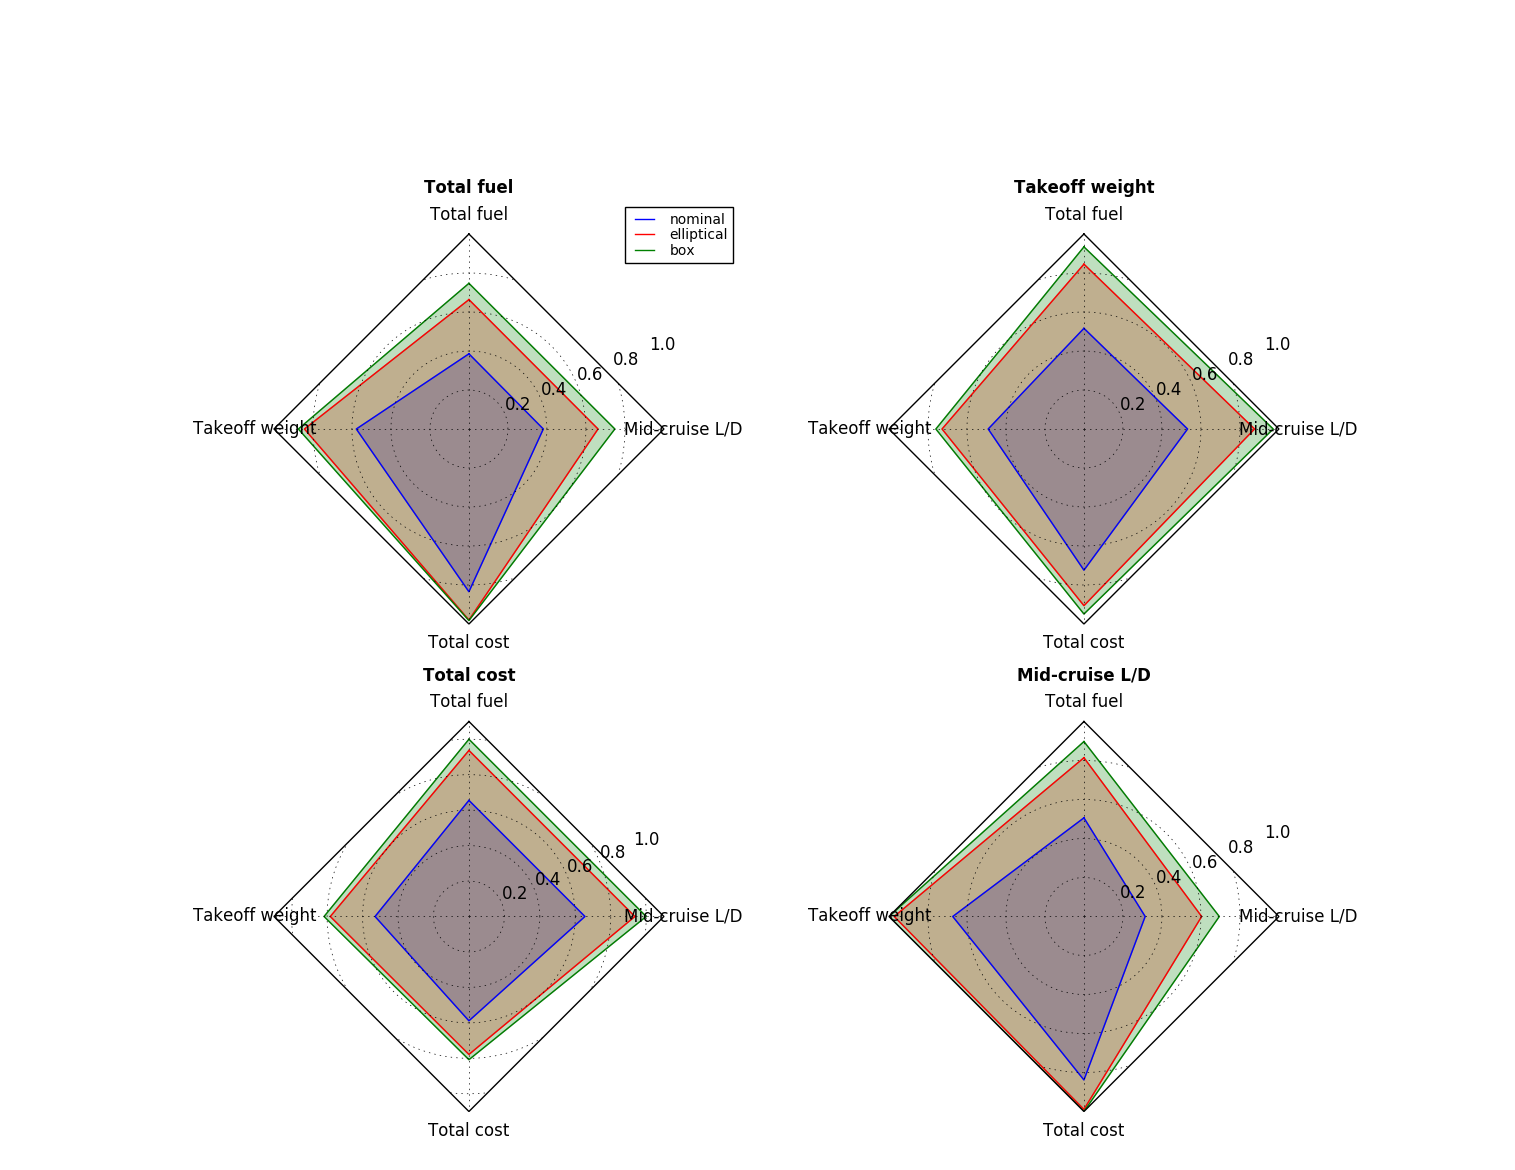 Total fuel
Total fuel
nominal
elliptical
box
1.0
0.8
0.6
0.4
0.2
Takeoff weight
Mid-cruise L/D
Total cost
Takeoff weight
Total fuel
1.0
0.8
0.6
0.4
0.2
Takeoff weight
Mid-cruise L/D
Total cost
Total cost
Total fuel
1.0
0.8
0.6
0.4
0.2
Takeoff weight
Mid-cruise L/D
Total cost
Mid-cruise L/D
Total fuel
1.0
0.8
0.6
0.4
0.2
Takeoff weight
Mid-cruise L/D
Total cost